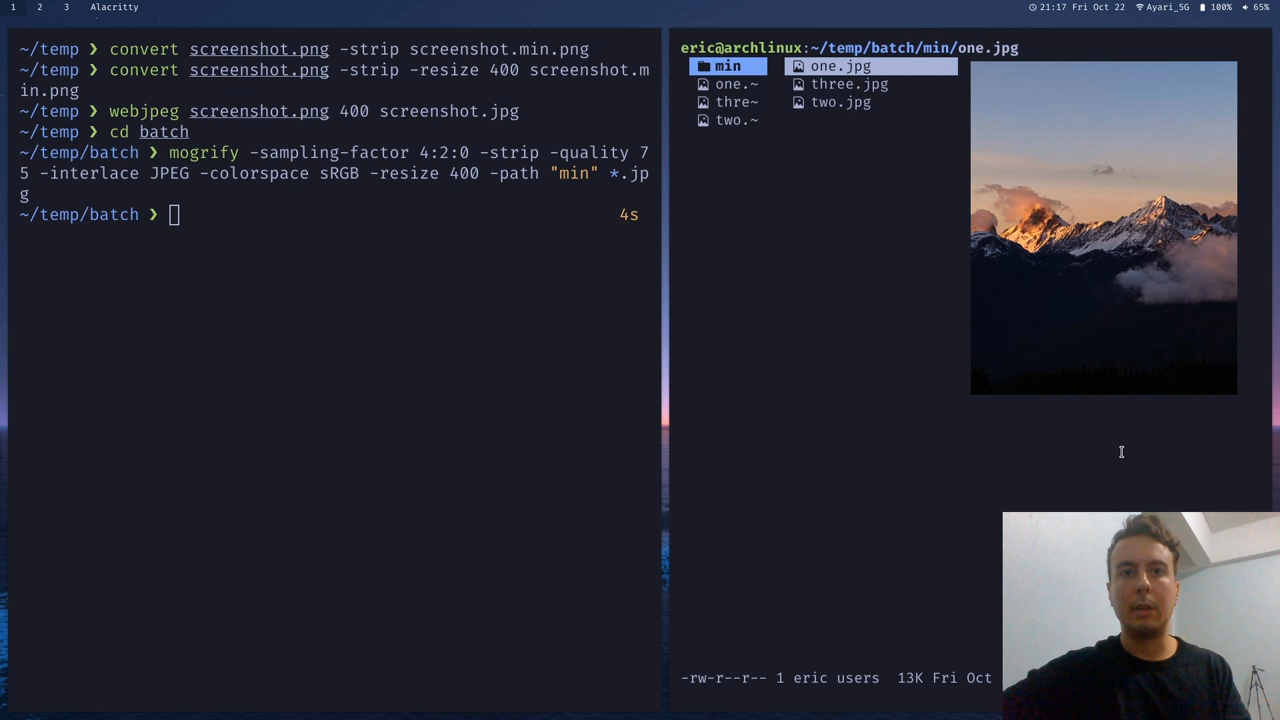 1 2 3 Alacritty 21:17 Fri Oct 22 Ayari_5G 100% 65%
~/temp ❯ convert screenshot.png -strip screenshot.min.png
~/temp ❯ convert screenshot.png -strip -resize 400 screenshot.m
in.png
~/temp ❯ webjpeg screenshot.png 400 screenshot.jpg
~/temp ❯ cd batch
~/temp/batch ❯ mogrify -sampling-factor 4:2:0 -strip -quality 7
5 -interlace JPEG -colorspace sRGB -resize 400 -path "min" *.jp
g
~/temp/batch ❯ 4s
eric@archlinux:~/temp/batch/min/one.jpg
min one.jpg
one.~ three.jpg
thre~ two.jpg
two.~
-rw-r--r-- 1 eric users 13K Fri Oct